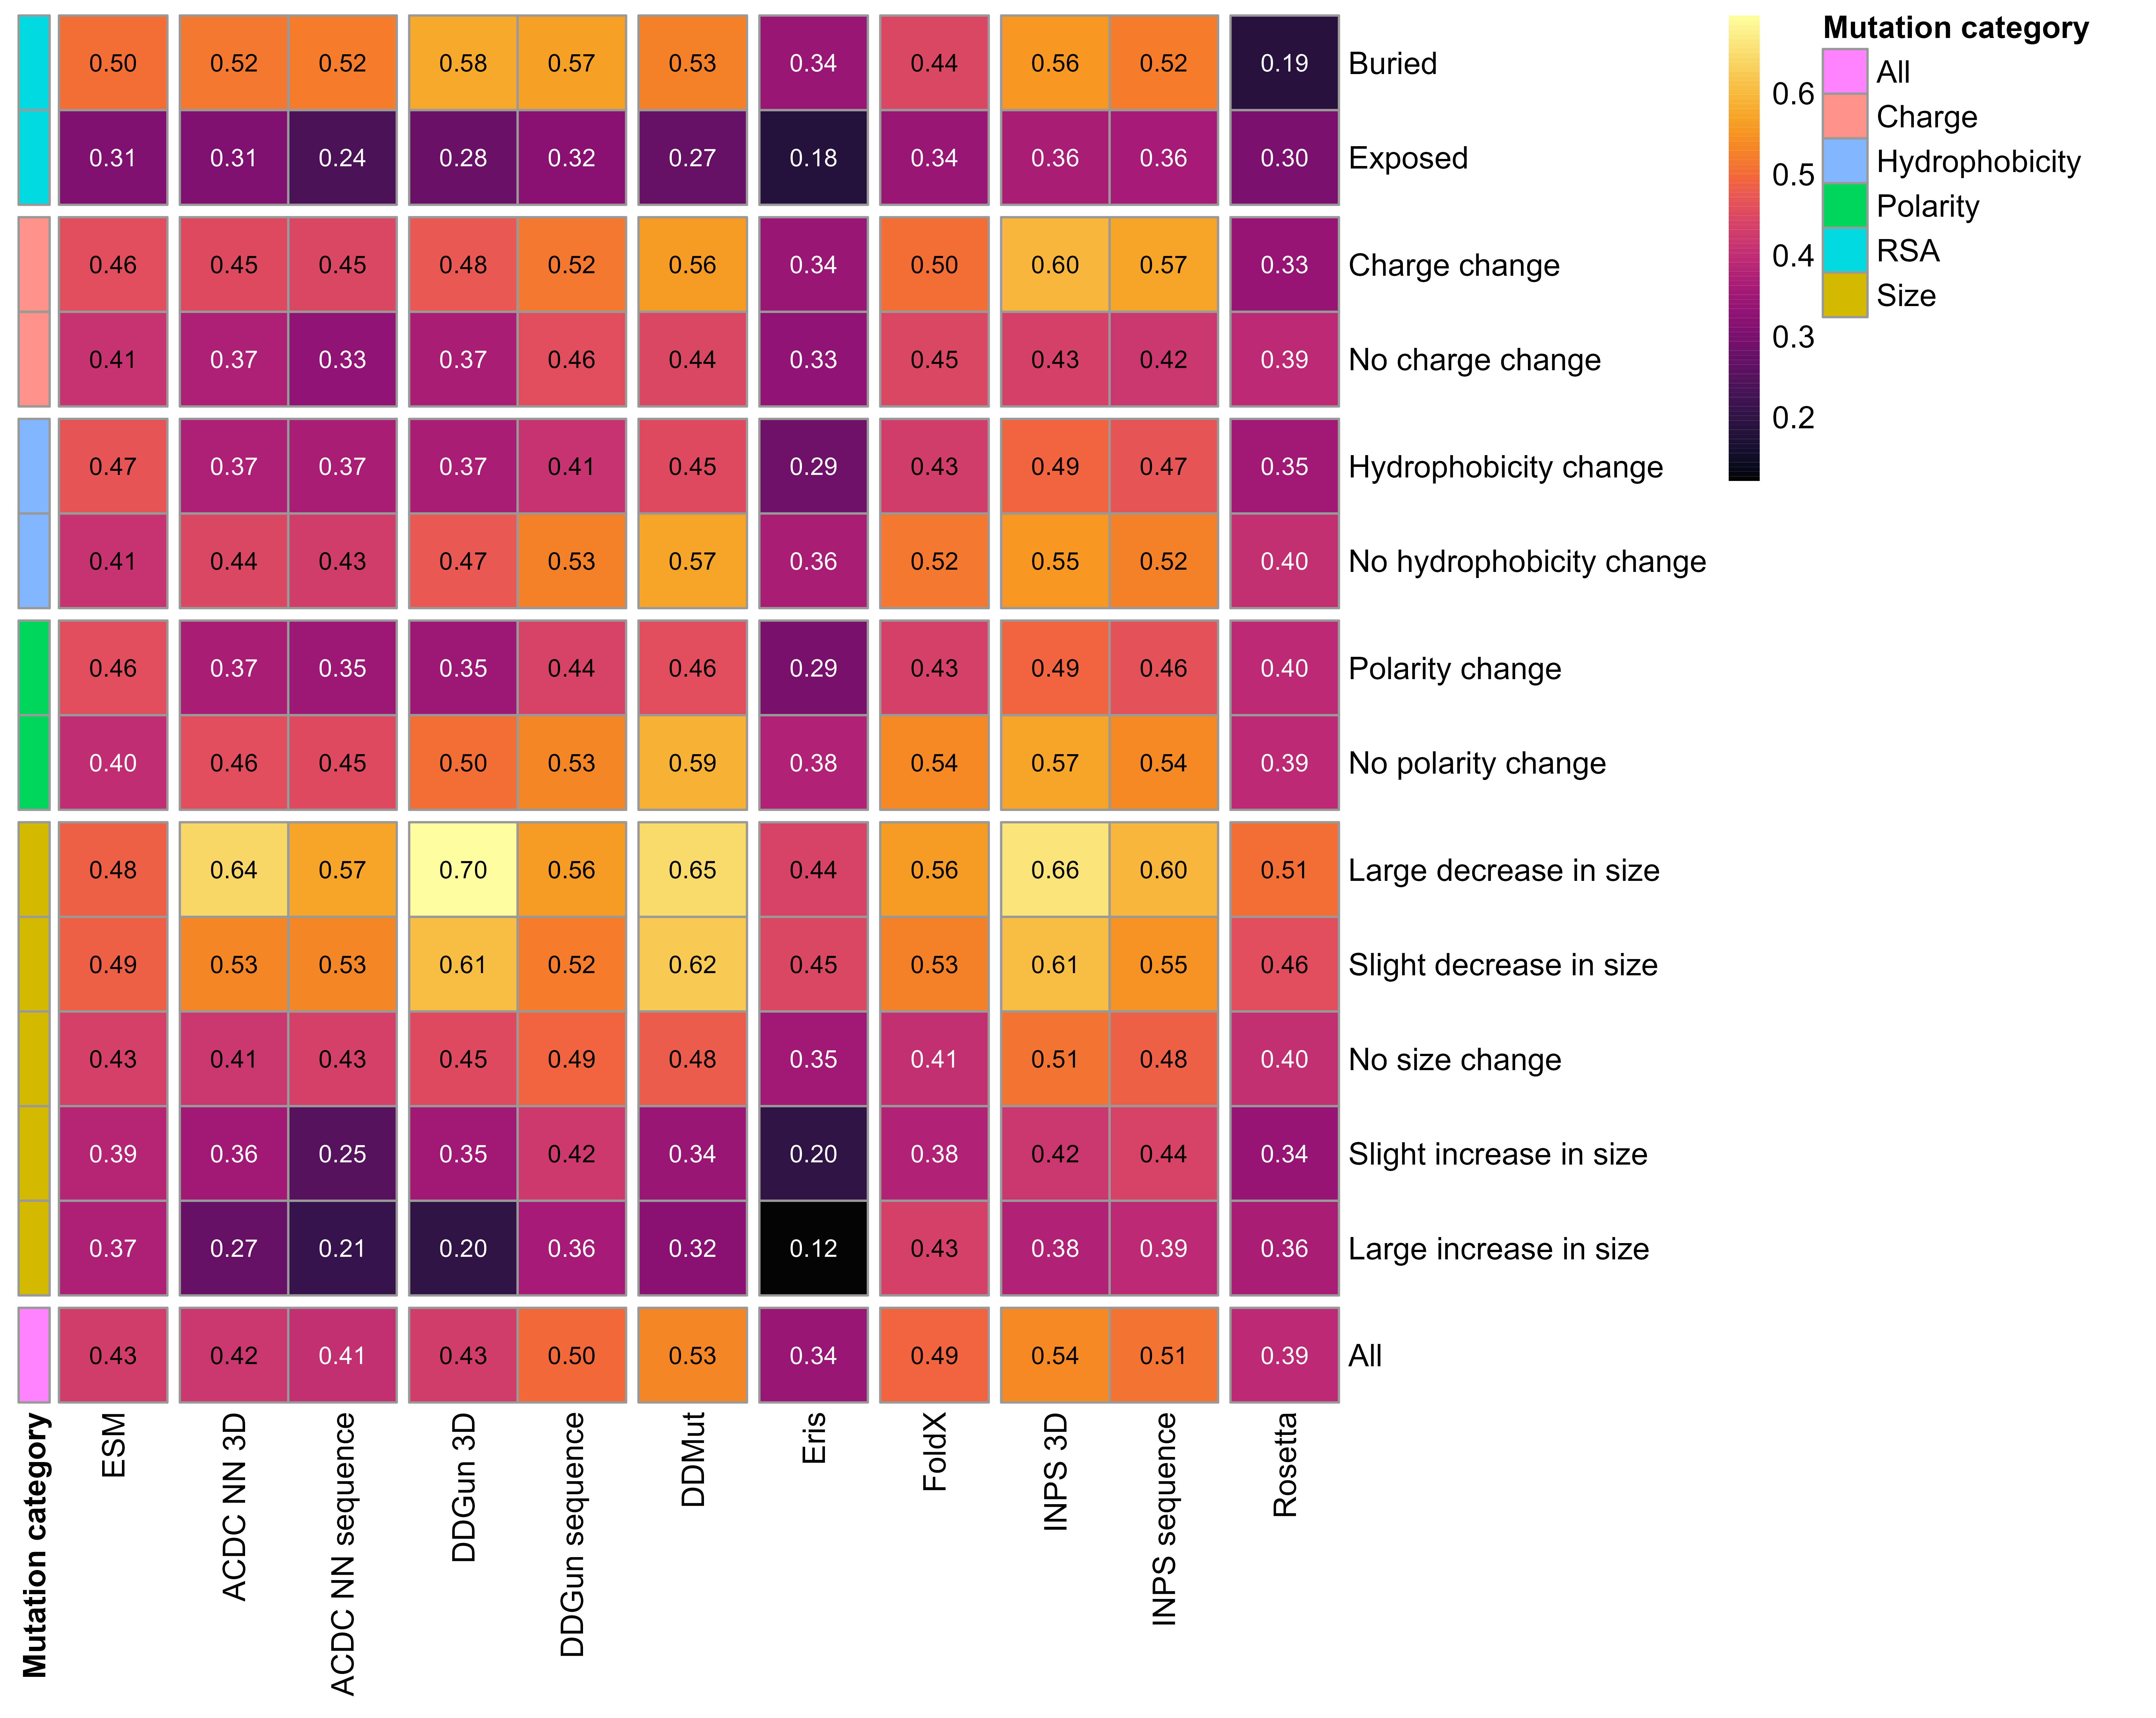 0.50 0.52 0.52 0.58 0.57 0.53 0.34 0.44 0.56 0.52 0.19 Buried
0.31 0.31 0.24 0.28 0.32 0.27 0.18 0.34 0.36 0.36 0.30 Exposed
0.46 0.45 0.45 0.48 0.52 0.56 0.34 0.50 0.60 0.57 0.33 Charge change
0.41 0.37 0.33 0.37 0.46 0.44 0.33 0.45 0.43 0.42 0.39 No charge change
0.47 0.37 0.37 0.37 0.41 0.45 0.29 0.43 0.49 0.47 0.35 Hydrophobicity change
0.41 0.44 0.43 0.47 0.53 0.57 0.36 0.52 0.55 0.52 0.40 No hydrophobicity change
0.46 0.37 0.35 0.35 0.44 0.46 0.29 0.43 0.49 0.46 0.40 Polarity change
0.40 0.46 0.45 0.50 0.53 0.59 0.38 0.54 0.57 0.54 0.39 No polarity change
0.48 0.64 0.57 0.70 0.56 0.65 0.44 0.56 0.66 0.60 0.51 Large decrease in size
0.49 0.53 0.53 0.61 0.52 0.62 0.45 0.53 0.61 0.55 0.46 Slight decrease in size
0.43 0.41 0.43 0.45 0.49 0.48 0.35 0.41 0.51 0.48 0.40 No size change
0.39 0.36 0.25 0.35 0.42 0.34 0.20 0.38 0.42 0.44 0.34 Slight increase in size
0.37 0.27 0.21 0.20 0.36 0.32 0.12 0.43 0.38 0.39 0.36 Large increase in size
0.43 0.42 0.41 0.43 0.50 0.53 0.34 0.49 0.54 0.51 0.39 All
Mutation category
ESM
ACDC NN 3D
ACDC NN sequence
DDGun 3D
DDGun sequence
DDMut
Eris
FoldX
INPS 3D
INPS sequence
Rosetta
0.6
0.5
0.4
0.3
0.2
Mutation category
All
Charge
Hydrophobicity
Polarity
RSA
Size